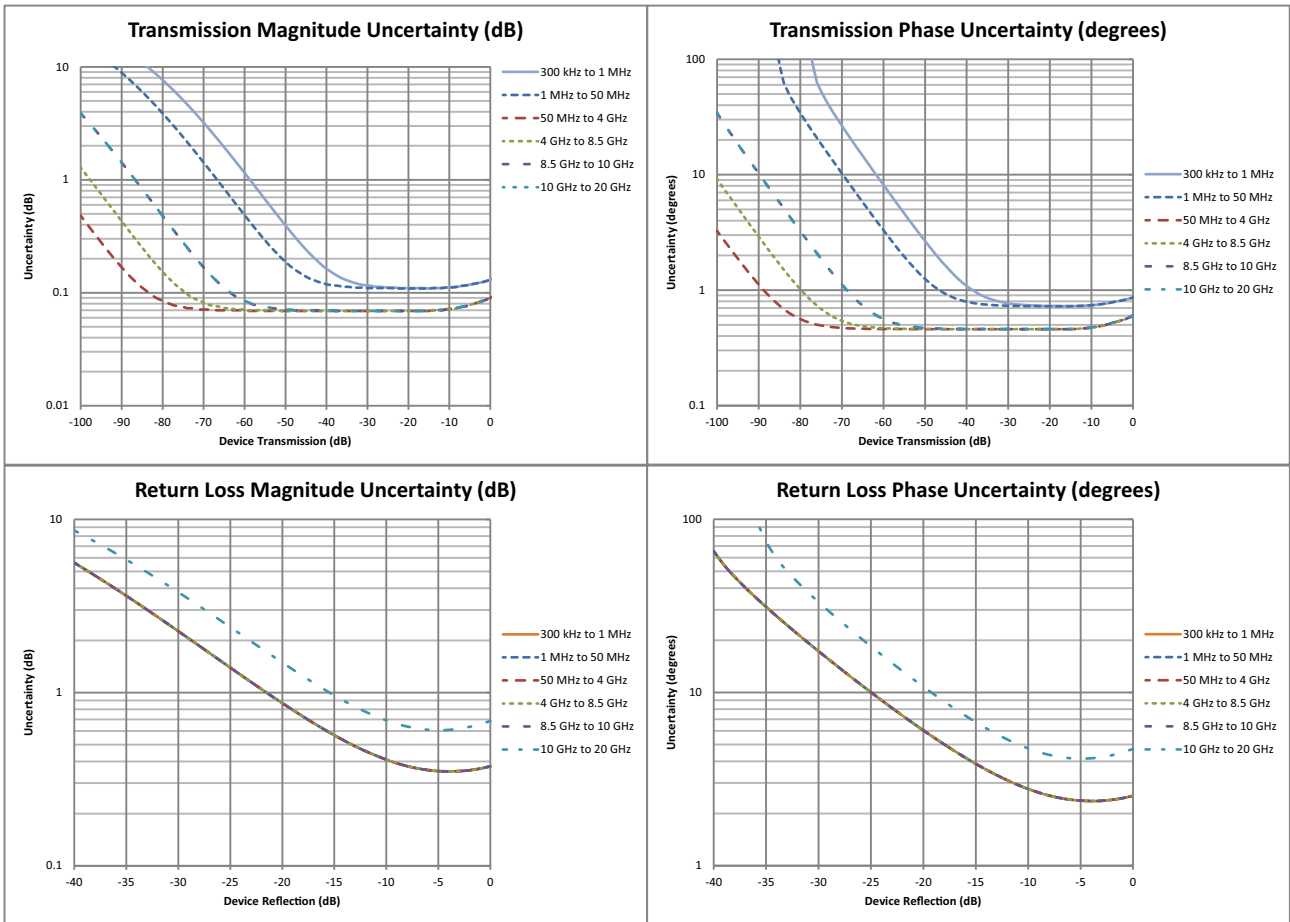 Transmission Magnitude Uncertainty (dB)
10
1
0.1
0.01
Uncertainty (dB)
-100 -90 -80 -70 -60 -50 -40 -30 -20 -10 0
Device Transmission (dB)
300 kHz to 1 MHz
1 MHz to 50 MHz
50 MHz to 4 GHz
4 GHz to 8.5 GHz
8.5 GHz to 10 GHz
10 GHz to 20 GHz
Transmission Phase Uncertainty (degrees)
100
10
1
0.1
Uncertainty (degrees)
-100 -90 -80 -70 -60 -50 -40 -30 -20 -10 0
Device Transmission (dB)
300 kHz to 1 MHz
1 MHz to 50 MHz
50 MHz to 4 GHz
4 GHz to 8.5 GHz
8.5 GHz to 10 GHz
10 GHz to 20 GHz
Return Loss Magnitude Uncertainty (dB)
10
1
0.1
Uncertainty (dB)
-40 -35 -30 -25 -20 -15 -10 -5 0
Device Reflection (dB)
300 kHz to 1 MHz
1 MHz to 50 MHz
50 MHz to 4 GHz
4 GHz to 8.5 GHz
8.5 GHz to 10 GHz
10 GHz to 20 GHz
Return Loss Phase Uncertainty (degrees)
100
10
1
Uncertainty (degrees)
-40 -35 -30 -25 -20 -15 -10 -5 0
Device Reflection (dB)
300 kHz to 1 MHz
1 MHz to 50 MHz
50 MHz to 4 GHz
4 GHz to 8.5 GHz
8.5 GHz to 10 GHz
10 GHz to 20 GHz